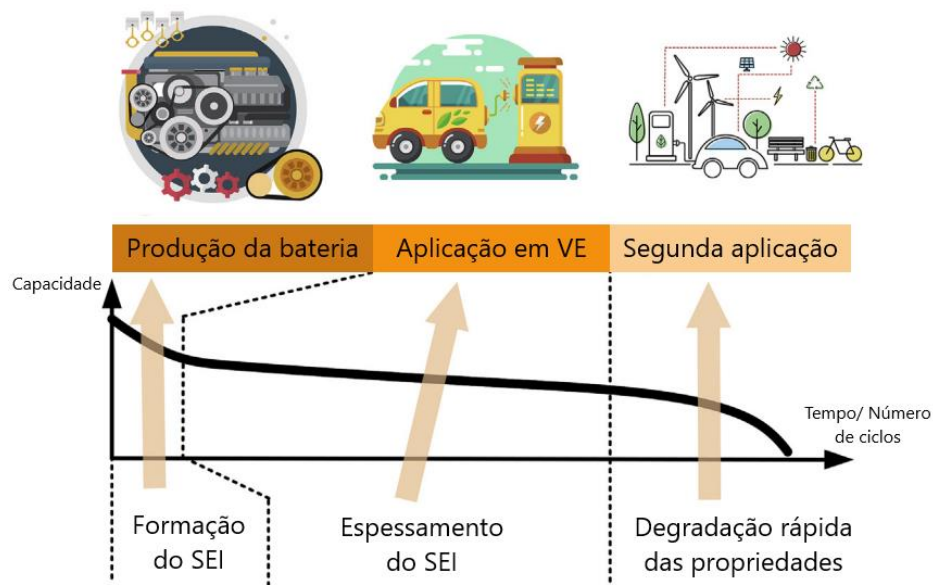 Produção da bateria
Aplicação em VE
Segunda aplicação
Capacidade
Tempo/ Número
de ciclos
Formação
do SEI
Espessamento
do SEI
Degradação rápida
das propriedades